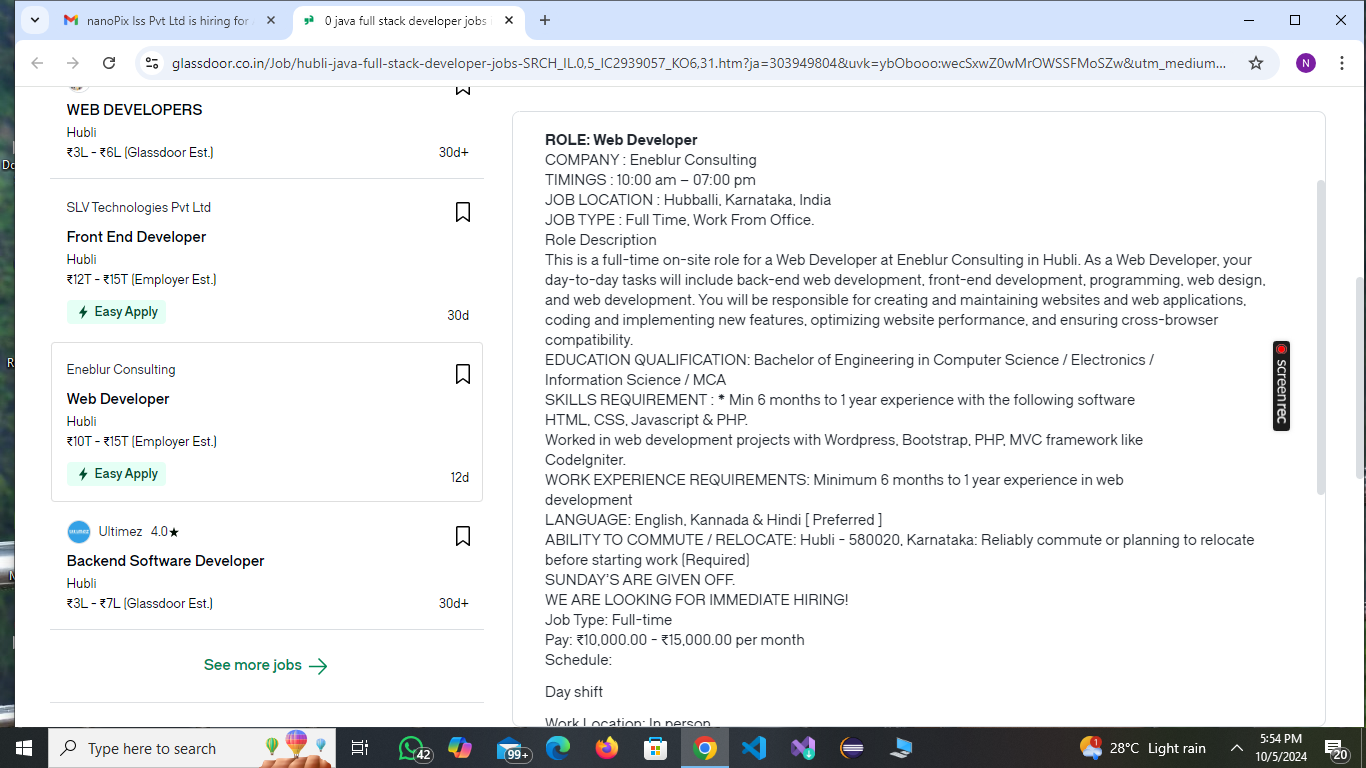 nanoPix Iss Pvt Ltd is hiring for
0 java full stack developer jobs i
glassdoor.co.in/Job/hubli-java-full-stack-developer-jobs-SRCH_IL.0,5_IC2939057_KO6,31.htm?ja=303949804&uvk=ybObooo:wecSxwZ0wMrOWSSFMoSZw&utm_medium...
N
WEB DEVELOPERS
Hubli
₹3L - ₹6L (Glassdoor Est.)
30d+
SLV Technologies Pvt Ltd
Front End Developer
Hubli
₹12T - ₹15T (Employer Est.)
Easy Apply
30d
Eneblur Consulting
Web Developer
Hubli
₹10T - ₹15T (Employer Est.)
Easy Apply
12d
Ultimez 4.0★
Backend Software Developer
Hubli
₹3L - ₹7L (Glassdoor Est.)
30d+
See more jobs
ROLE: Web Developer
COMPANY : Eneblur Consulting
TIMINGS : 10:00 am – 07:00 pm
JOB LOCATION : Hubballi, Karnataka, India
JOB TYPE : Full Time, Work From Office.
Role Description
This is a full-time on-site role for a Web Developer at Eneblur Consulting in Hubli. As a Web Developer, your
day-to-day tasks will include back-end web development, front-end development, programming, web design,
and web development. You will be responsible for creating and maintaining websites and web applications,
coding and implementing new features, optimizing website performance, and ensuring cross-browser
compatibility.
EDUCATION QUALIFICATION: Bachelor of Engineering in Computer Science / Electronics /
Information Science / MCA
SKILLS REQUIREMENT : * Min 6 months to 1 year experience with the following software
HTML, CSS, Javascript & PHP.
Worked in web development projects with Wordpress, Bootstrap, PHP, MVC framework like
CodeIgniter.
WORK EXPERIENCE REQUIREMENTS: Minimum 6 months to 1 year experience in web
development
LANGUAGE: English, Kannada & Hindi [ Preferred ]
ABILITY TO COMMUTE / RELOCATE: Hubli - 580020, Karnataka: Reliably commute or planning to relocate
before starting work (Required)
SUNDAY'S ARE GIVEN OFF.
WE ARE LOOKING FOR IMMEDIATE HIRING!
Job Type: Full-time
Pay: ₹10,000.00 - ₹15,000.00 per month
Schedule:
Day shift
Work Location: In person
screenrec
Type here to search
42
99+
1
28°C Light rain
5:54 PM
10/5/2024
20